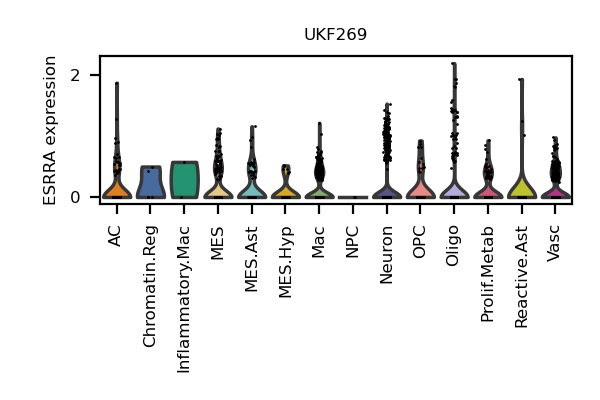 UKF269
ESRRA expression
2
0
AC
Chromatin.Reg
Inflammatory.Mac
MES
MES.Ast
MES.Hyp
Mac
NPC
Neuron
OPC
Oligo
Prolif.Metab
Reactive.Ast
Vasc